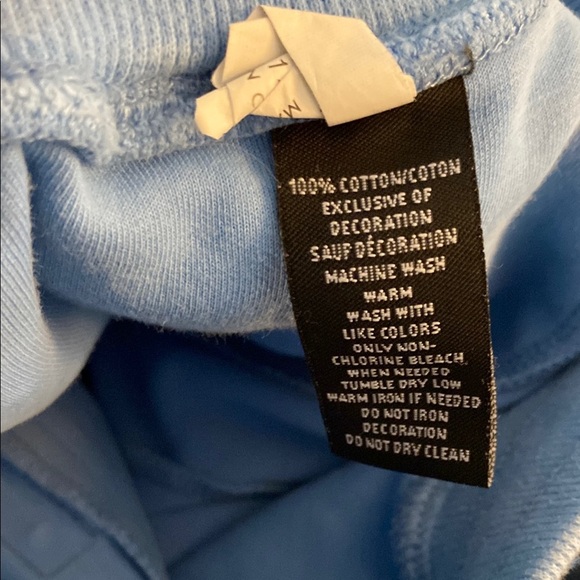 100% COTTON/COTON
EXCLUSIVE OF
DECORATION
SAUF DÉCORATION
MACHINE WASH
WARM
WASH WITH
LIKE COLORS
ONLY NON-
CHLORINE BLEACH
WHEN NEEDED
TUMBLE DRY LOW
WARM IRON IF NEEDED
DO NOT IRON
DECORATION
DO NOT DRY CLEAN